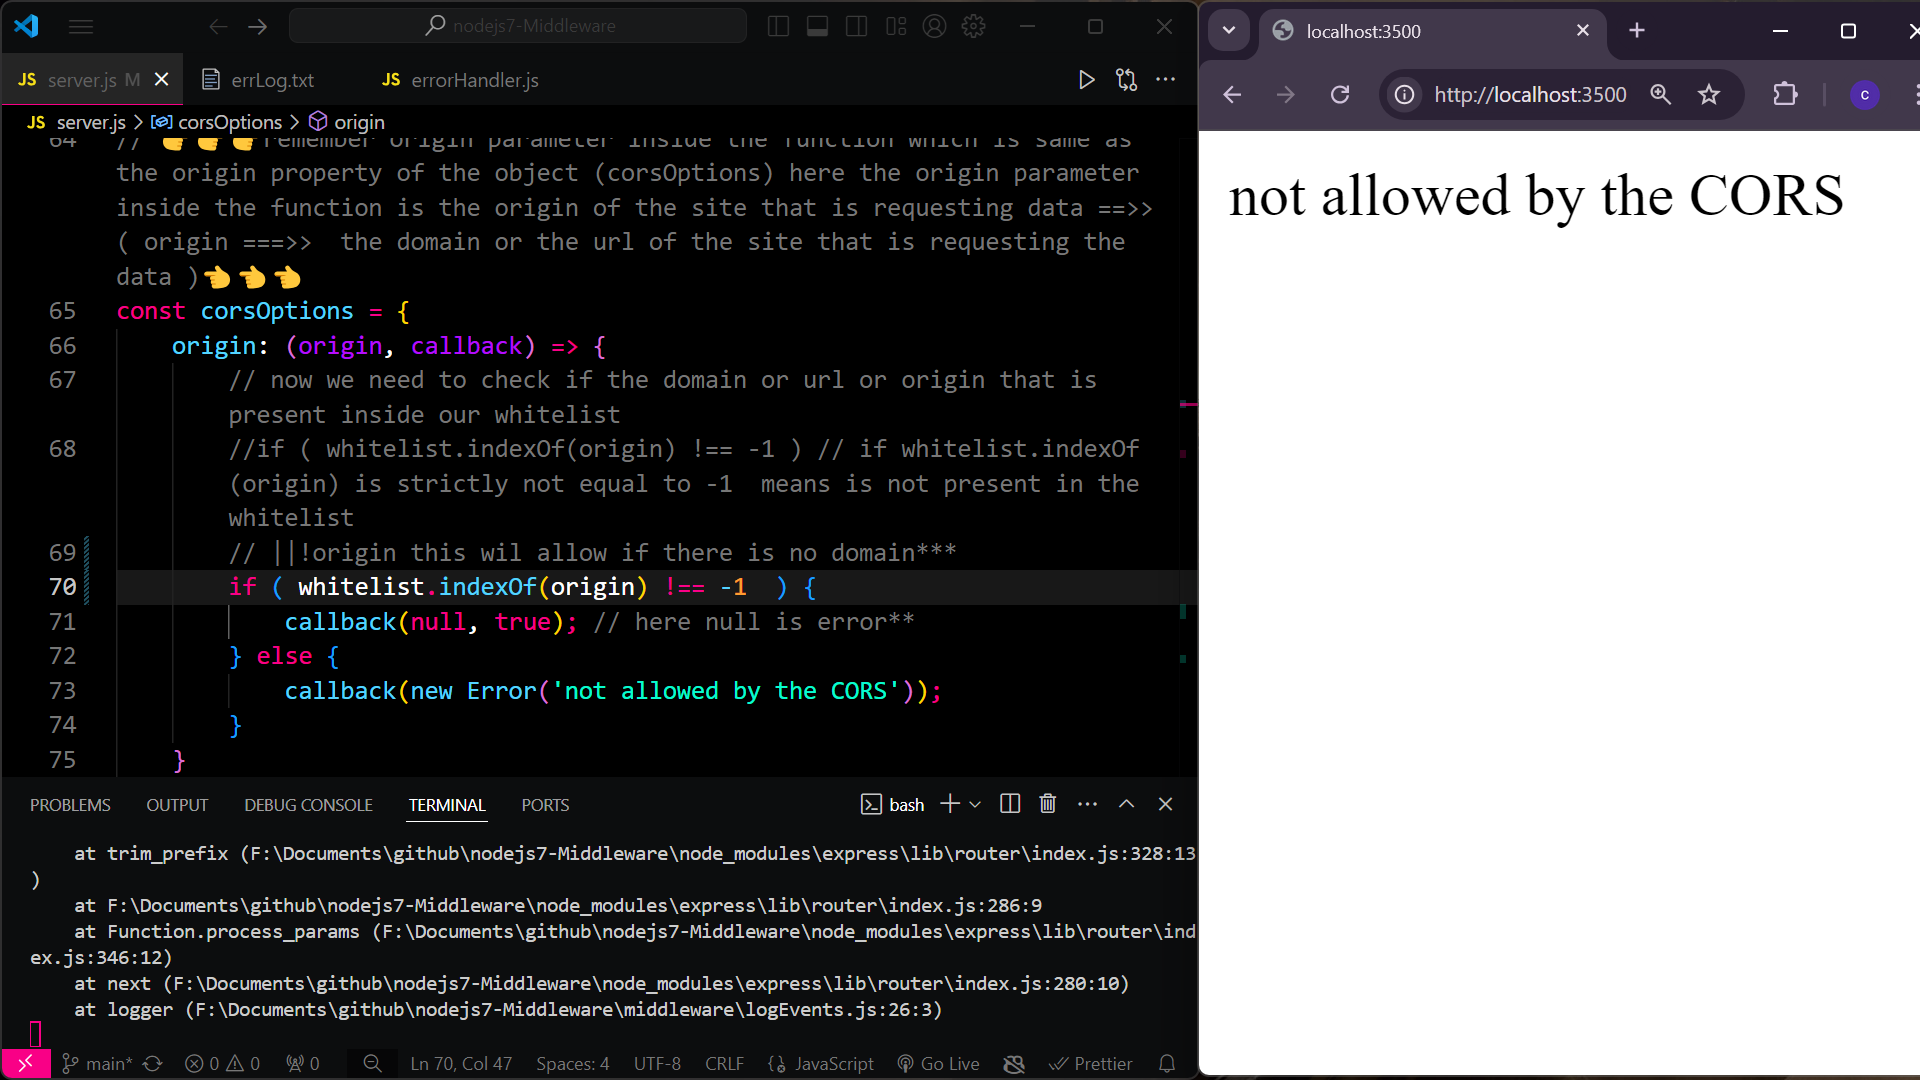 nodejs7-Middleware
JS server.js M
errLog.txt
JS errorHandler.js
JS server.js > corsOptions > origin
64 // 👉👉👉remember origin parameter inside the function which is same as
the origin property of the object (corsOptions) here the origin parameter
inside the function is the origin of the site that is requesting data ==>>
( origin ===>>  the domain or the url of the site that is requesting the
data )👈👈👈
65 const corsOptions = {
66 origin: (origin, callback) => {
67 // now we need to check if the domain or url or origin that is
present inside our whitelist
68 //if ( whitelist.indexOf(origin) !== -1 ) // if whitelist.indexOf
(origin) is strictly not equal to -1  means is not present in the
whitelist
69 // ||!origin this wil allow if there is no domain***
70 if ( whitelist.indexOf(origin) !== -1  ) {
71 callback(null, true); // here null is error**
72 } else {
73 callback(new Error('not allowed by the CORS'));
74 }
75 }
PROBLEMS OUTPUT DEBUG CONSOLE TERMINAL PORTS
bash
at trim_prefix (F:\Documents\github\nodejs7-Middleware\node_modules\express\lib\router\index.js:328:13
)
at F:\Documents\github\nodejs7-Middleware\node_modules\express\lib\router\index.js:286:9
at Function.process_params (F:\Documents\github\nodejs7-Middleware\node_modules\express\lib\router\ind
ex.js:346:12)
at next (F:\Documents\github\nodejs7-Middleware\node_modules\express\lib\router\index.js:280:10)
at logger (F:\Documents\github\nodejs7-Middleware\middleware\logEvents.js:26:3)
main* 0 0 0 Ln 70, Col 47 Spaces: 4 UTF-8 CRLF {} JavaScript Go Live Prettier
localhost:3500
http://localhost:3500
c
not allowed by the CORS